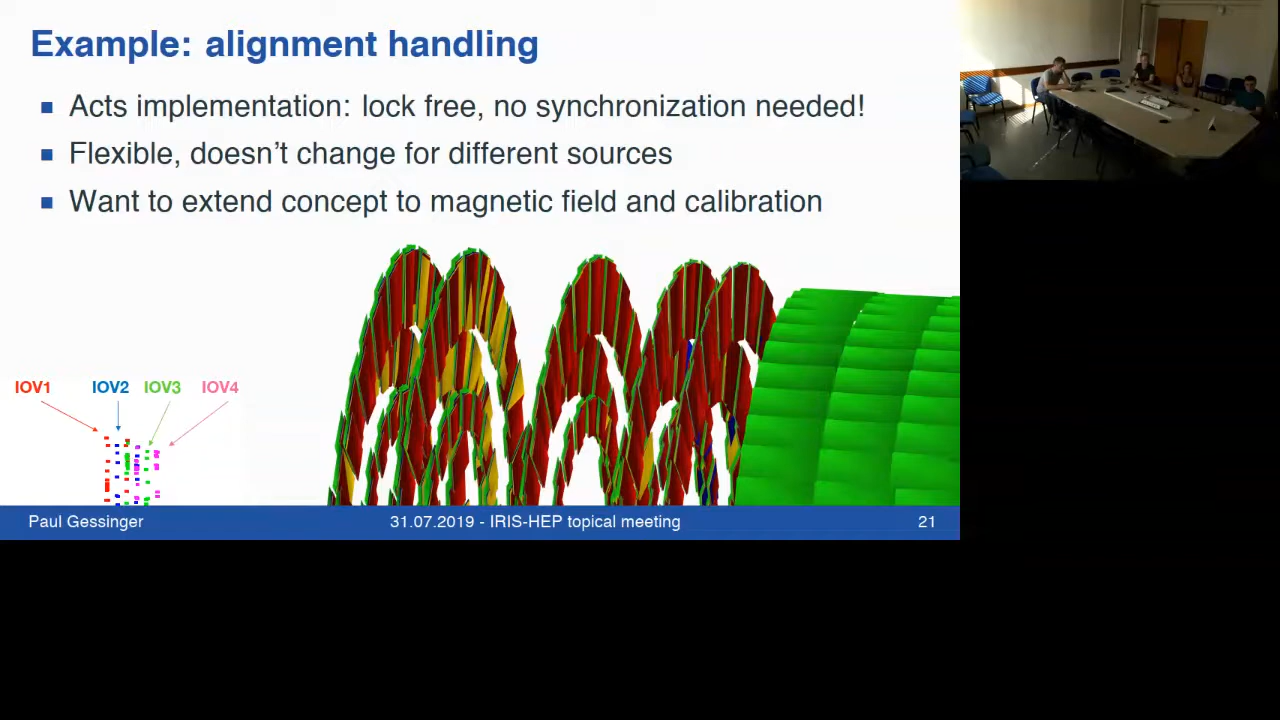 Example: alignment handling
Acts implementation: lock free, no synchronization needed!
Flexible, doesn't change for different sources
Want to extend concept to magnetic field and calibration
IOV1 IOV2 IOV3 IOV4
Paul Gessinger 31.07.2019 - IRIS-HEP topical meeting 21